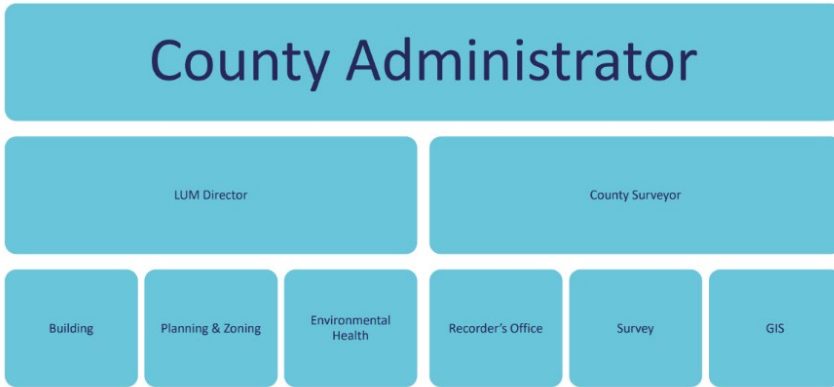 County Administrator
LUM Director
County Surveyor
Building
Planning & Zoning
Environmental
Health
Recorder's Office
Survey
GIS